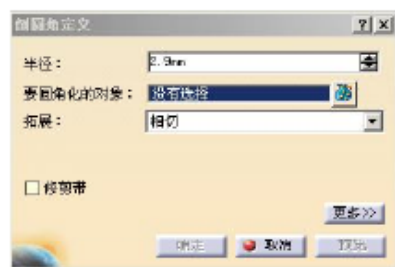 倒圆角定义
半径：
2.9mm
要圆角化的对象：
没有选择
拓展：
相切
修剪带
更多>>
确定
取消
预览